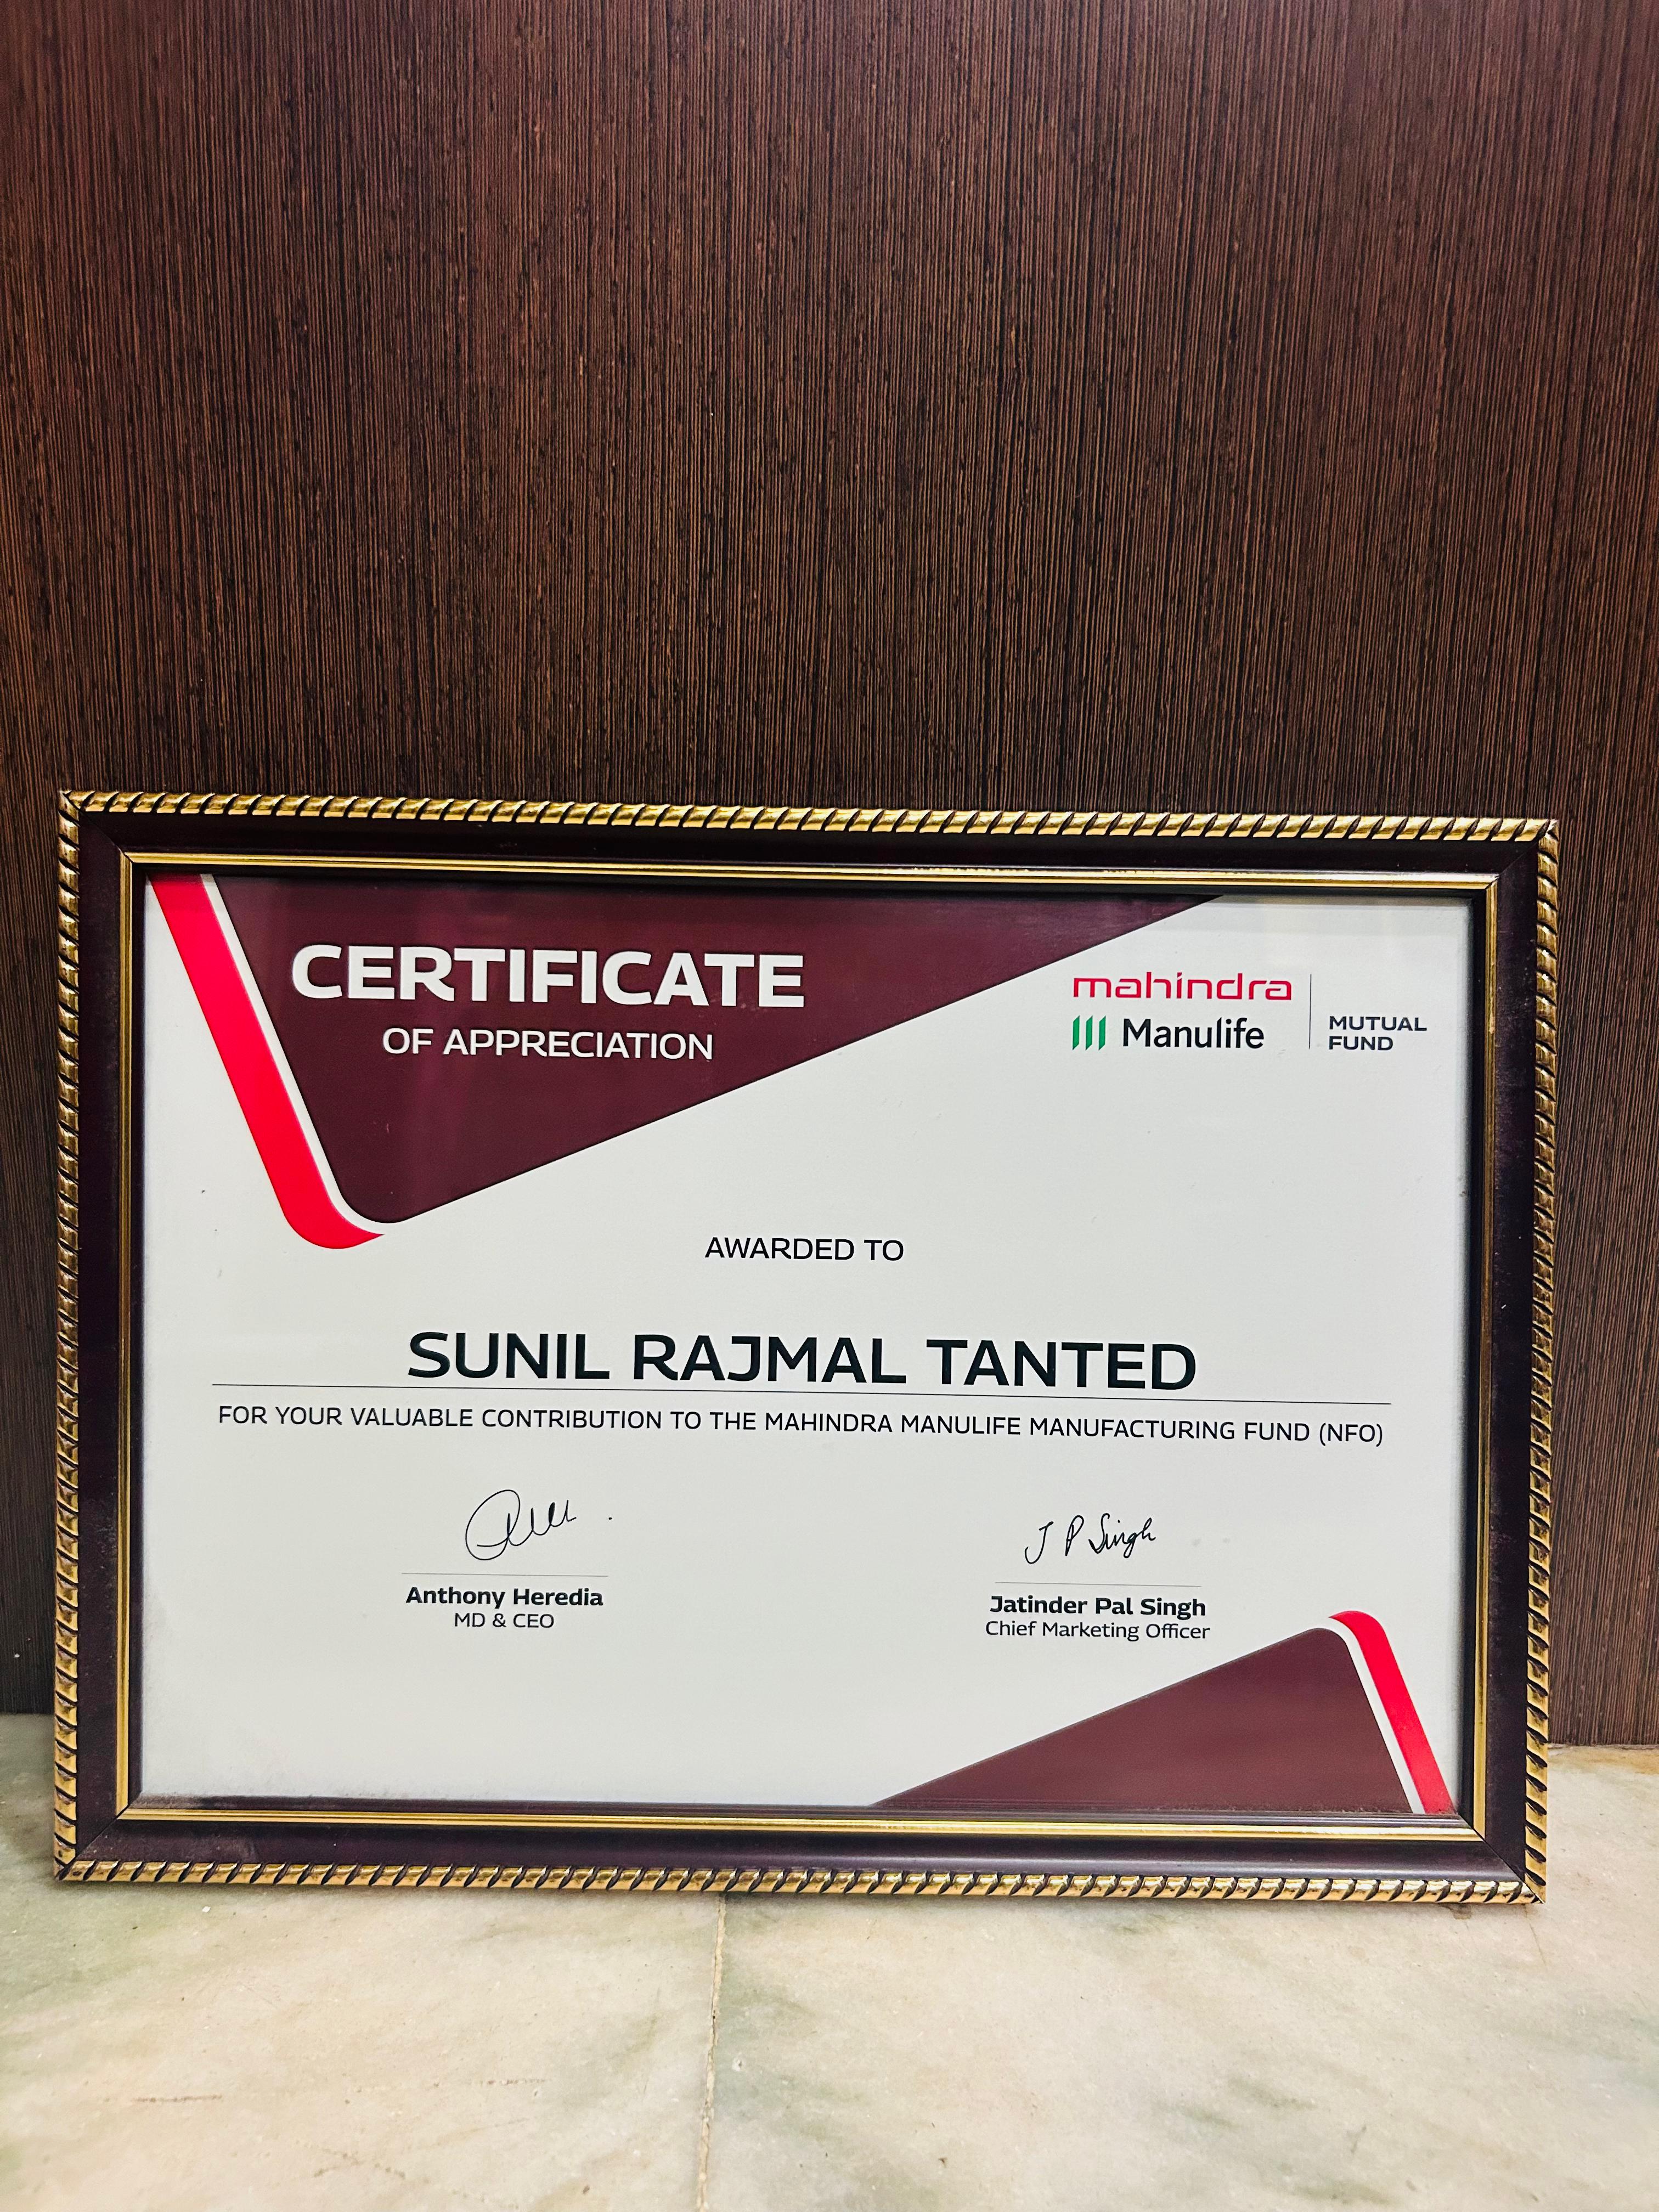 CERTIFICATE
OF APPRECIATION
mahindra
Manulife
MUTUAL
FUND
AWARDED TO
SUNIL RAJMAL TANTED
FOR YOUR VALUABLE CONTRIBUTION TO THE MAHINDRA MANULIFE MANUFACTURING FUND (NFO)
J P Singh
Anthony Heredia
MD & CEO
Jatinder Pal Singh
Chief Marketing Officer